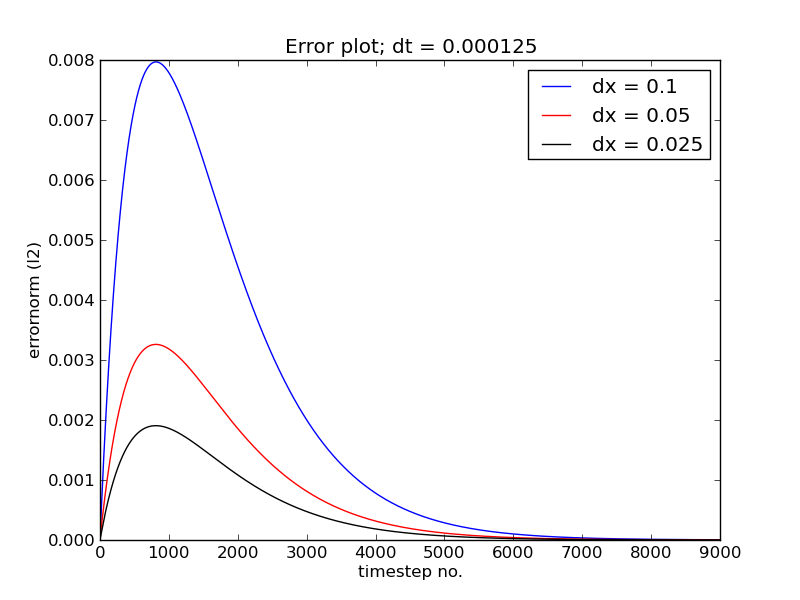 Error plot; dt = 0.000125
dx = 0.1
dx = 0.05
dx = 0.025
errornorm (l2)
0.008
0.007
0.006
0.005
0.004
0.003
0.002
0.001
0.000
0 1000 2000 3000 4000 5000 6000 7000 8000 9000
timestep no.